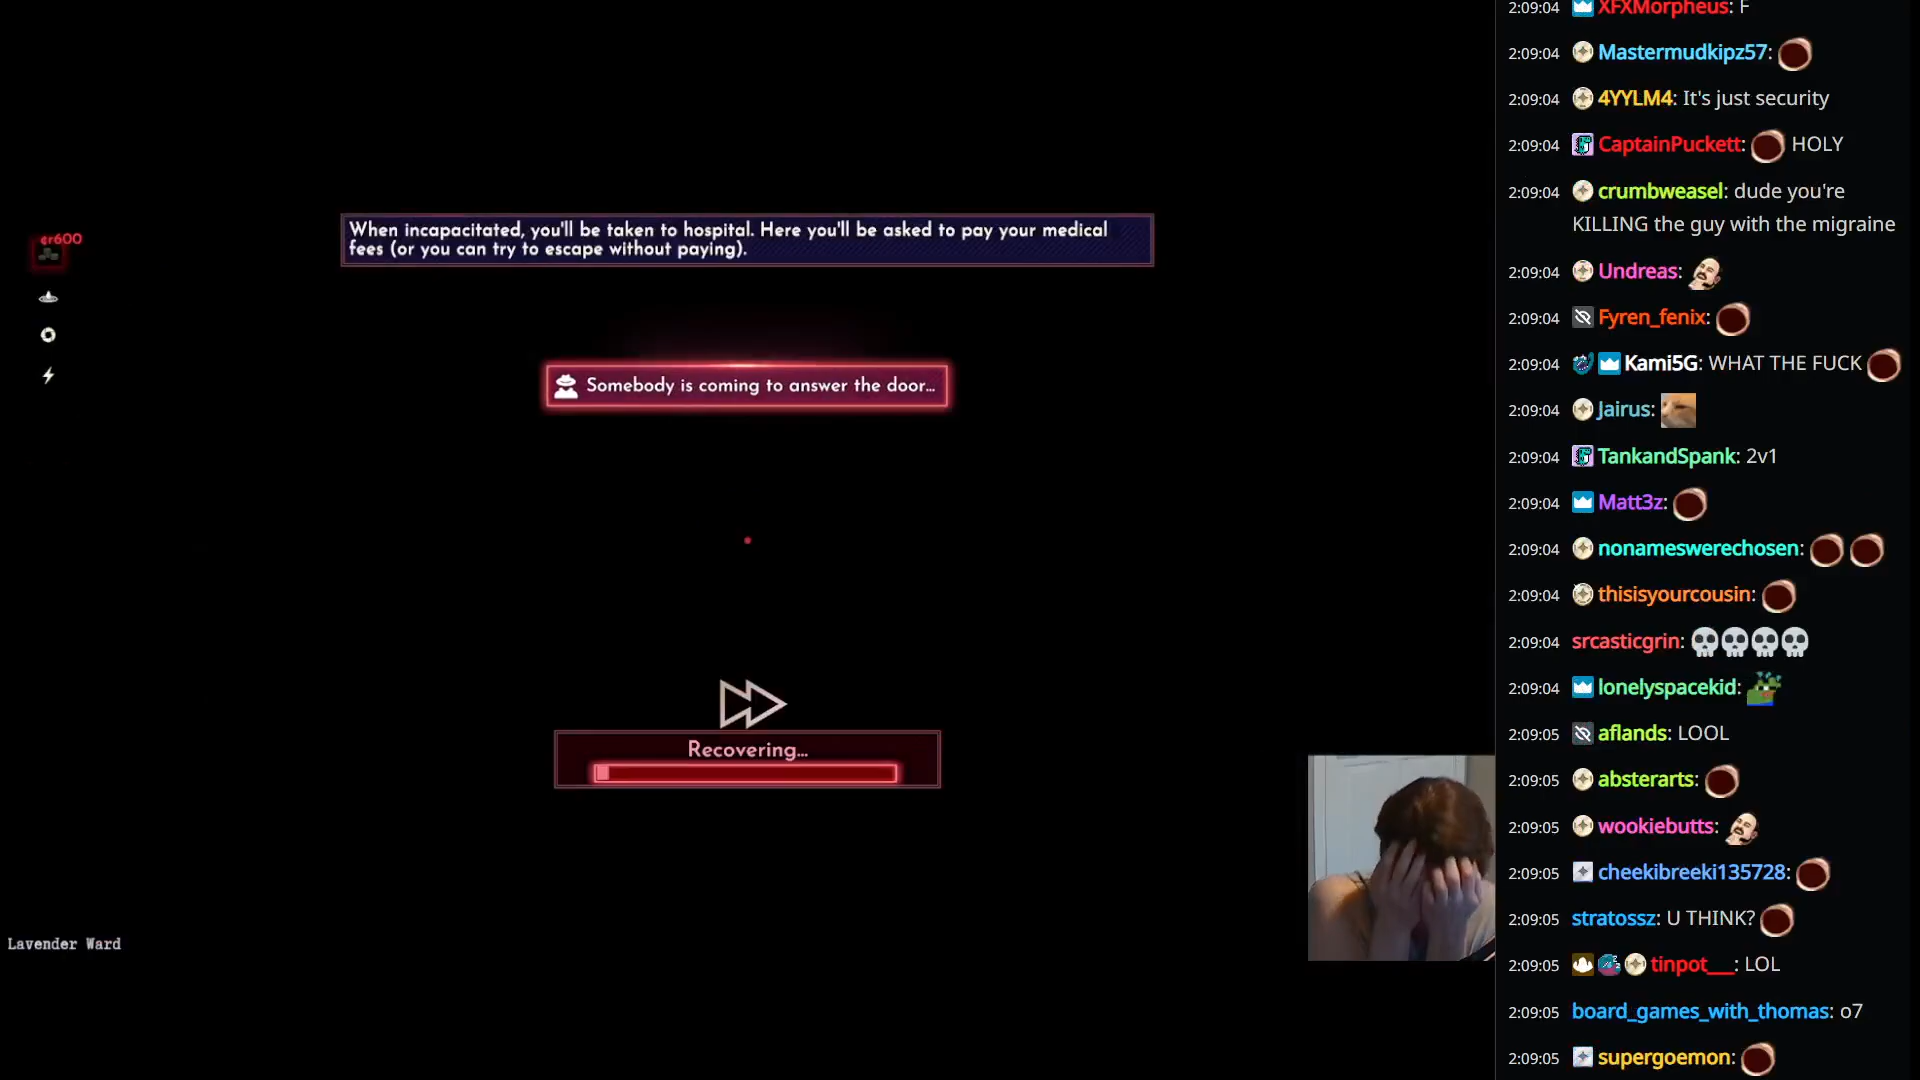 cr600
When incapacitated, you'll be taken to hospital. Here you'll be asked to pay your medical
fees (or you can try to escape without paying).
Somebody is coming to answer the door...
Recovering...
Lavender Ward
2:09:04 XFXMorpheus: F
2:09:04 Mastermudkipz57:
2:09:04 4YYLM4: It's just security
2:09:04 CaptainPuckett: HOLY
2:09:04 crumbweasel: dude you're
KILLING the guy with the migraine
2:09:04 Undreas:
2:09:04 Fyren_fenix:
2:09:04 Kami5G: WHAT THE FUCK
2:09:04 Jairus:
2:09:04 TankandSpank: 2v1
2:09:04 Matt3z:
2:09:04 nonameswerechosen:
2:09:04 thisisyourcousin:
2:09:04 srcasticgrin: 💀💀💀💀
2:09:04 lonelyspacekid:
2:09:05 aflands: LOOL
2:09:05 absterarts:
2:09:05 wookiebutts:
2:09:05 cheekibreeki135728:
2:09:05 stratossz: U THINK?
2:09:05 tinpot___: LOL
2:09:05 board_games_with_thomas: o7
2:09:05 supergoemon: